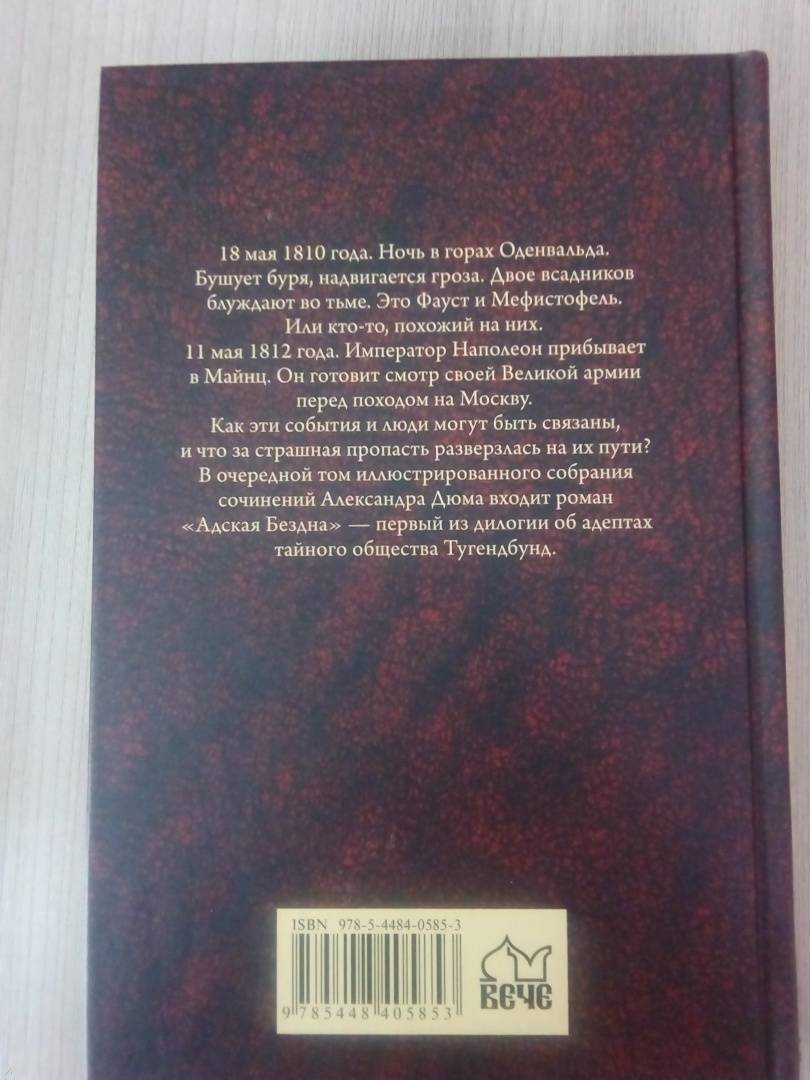 18 мая 1810 года. Ночь в горах Оденвальда.
Бушует буря, надвигается гроза. Двое всадников
блуждают во тьме. Это Фауст и Мефистофель.
Или кто-то, похожий на них.
11 мая 1812 года. Император Наполеон прибывает
в Майнц. Он готовит смотр своей Великой армии
перед походом на Москву.
Как эти события и люди могут быть связаны,
и что за страшная пропасть разверзлась на их пути?
В очередной том иллюстрированного собрания
сочинений Александра Дюма входит роман
«Адская Бездна» — первый из дилогии об адептах
тайного общества Тугендбунд.
ISBN 978-5-4484-0585-3
9 785448 405853
ВЕЧЕ